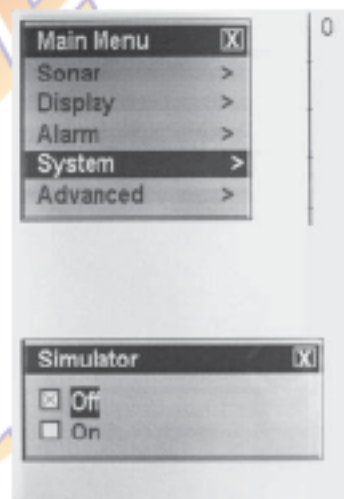 Main Menu X
0
Sonar >
Display >
Alarm >
System >
Advanced >
Simulator X
Off
On